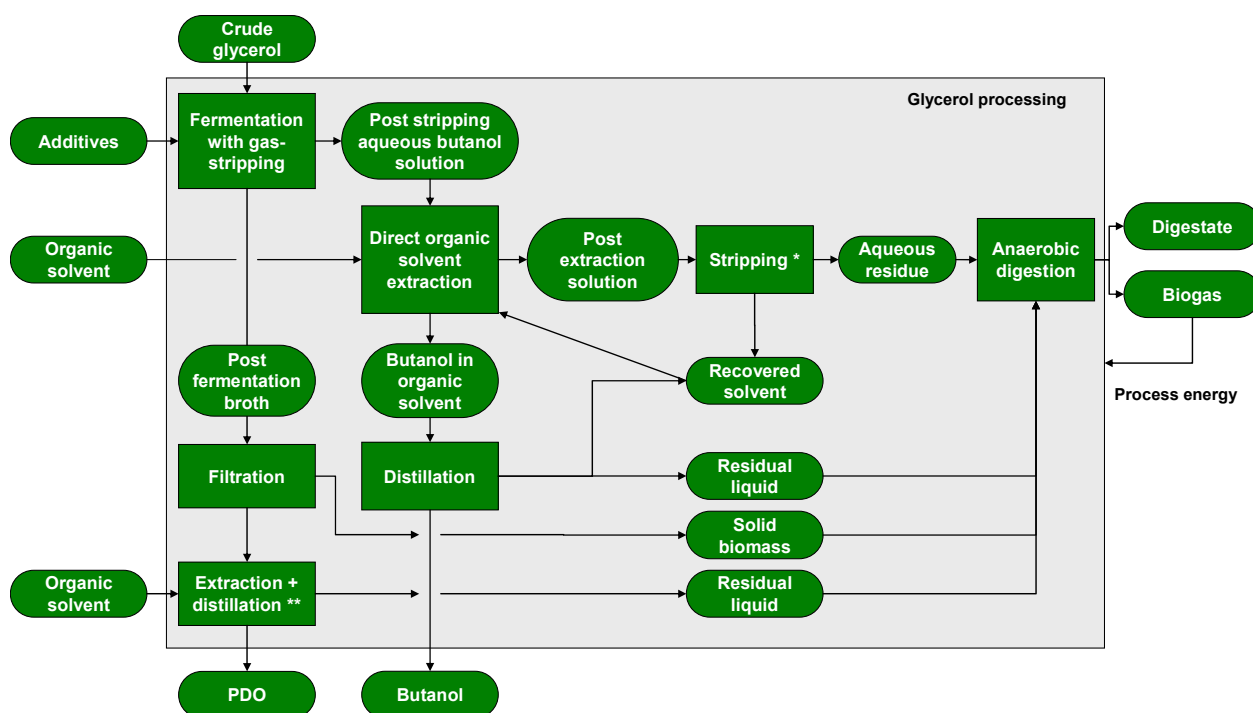 Crude
glycerol
Glycerol processing
Additives
Fermentation
with gas-
stripping
Post stripping
aqueous butanol
solution
Organic
solvent
Direct organic
solvent
extraction
Post
extraction
solution
Stripping *
Aqueous
residue
Anaerobic
digestion
Digestate
Biogas
Post
fermentation
broth
Butanol in
organic
solvent
Recovered
solvent
Process energy
Filtration
Distillation
Residual
liquid
Solid
biomass
Organic
solvent
Extraction +
distillation **
Residual
liquid
PDO
Butanol